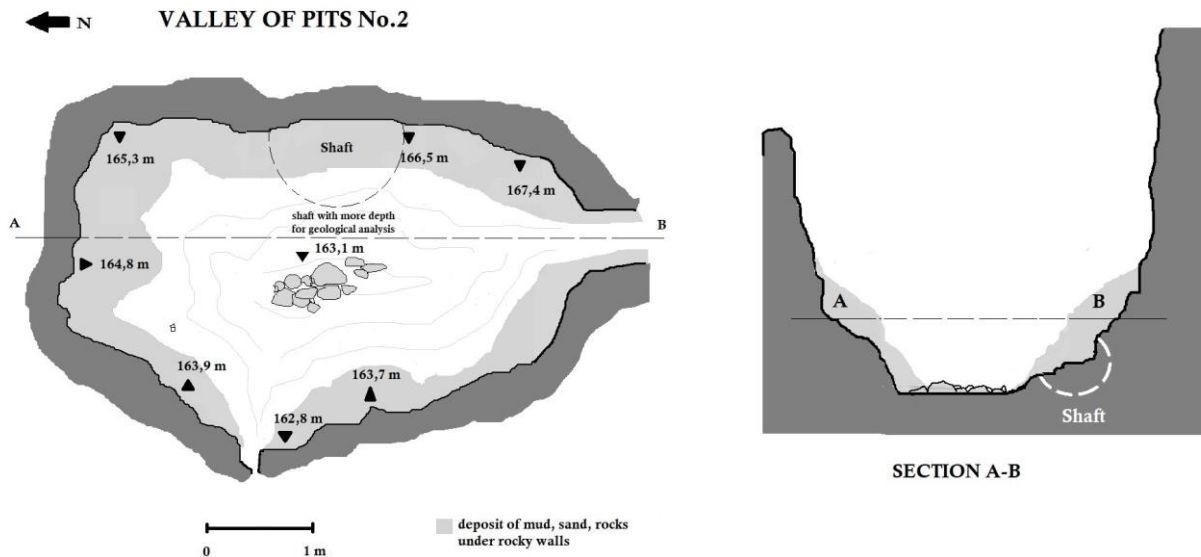 N
VALLEY OF PITS No.2
165,3 m
Shaft
166,5 m
167,4 m
shaft with more depth
for geological analysis
A
B
163,1 m
164,8 m
163,9 m
163,7 m
162,8 m
0 1 m
deposit of mud, sand, rocks
under rocky walls
A
B
Shaft
SECTION A-B